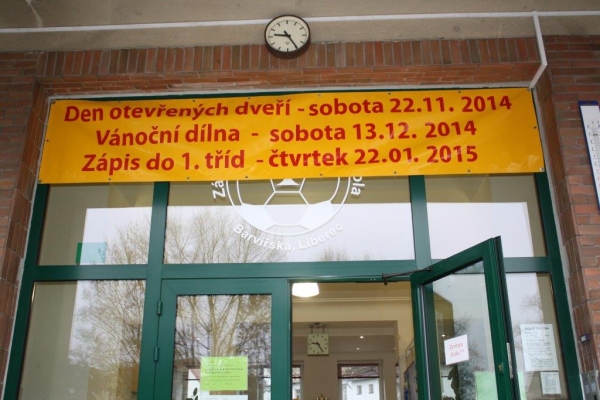 Den otevřených dveří - sobota 22.11. 2014
Vánoční dílna - sobota 13.12. 2014
Zápis do 1. tříd - čtvrtek 22.01. 2015
Barvířská, Liberec